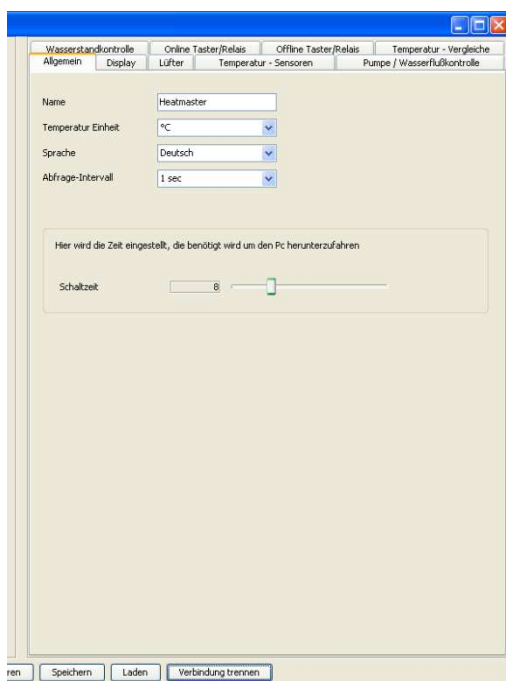 Wasserstandkontrolle Online Taster/Relais Offline Taster/Relais Temperatur - Vergleiche
Allgemein Display Lüfter Temperatur - Sensoren Pumpe / Wasserflußkontrolle
Name Heatmaster
Temperatur Einheit °C
Sprache Deutsch
Abfrage-Intervall 1 sec
Hier wird die Zeit eingestellt, die benötigt wird um den Pc herunterzufahren
Schaltzeit 8
ren Speichern Laden Verbindung trennen